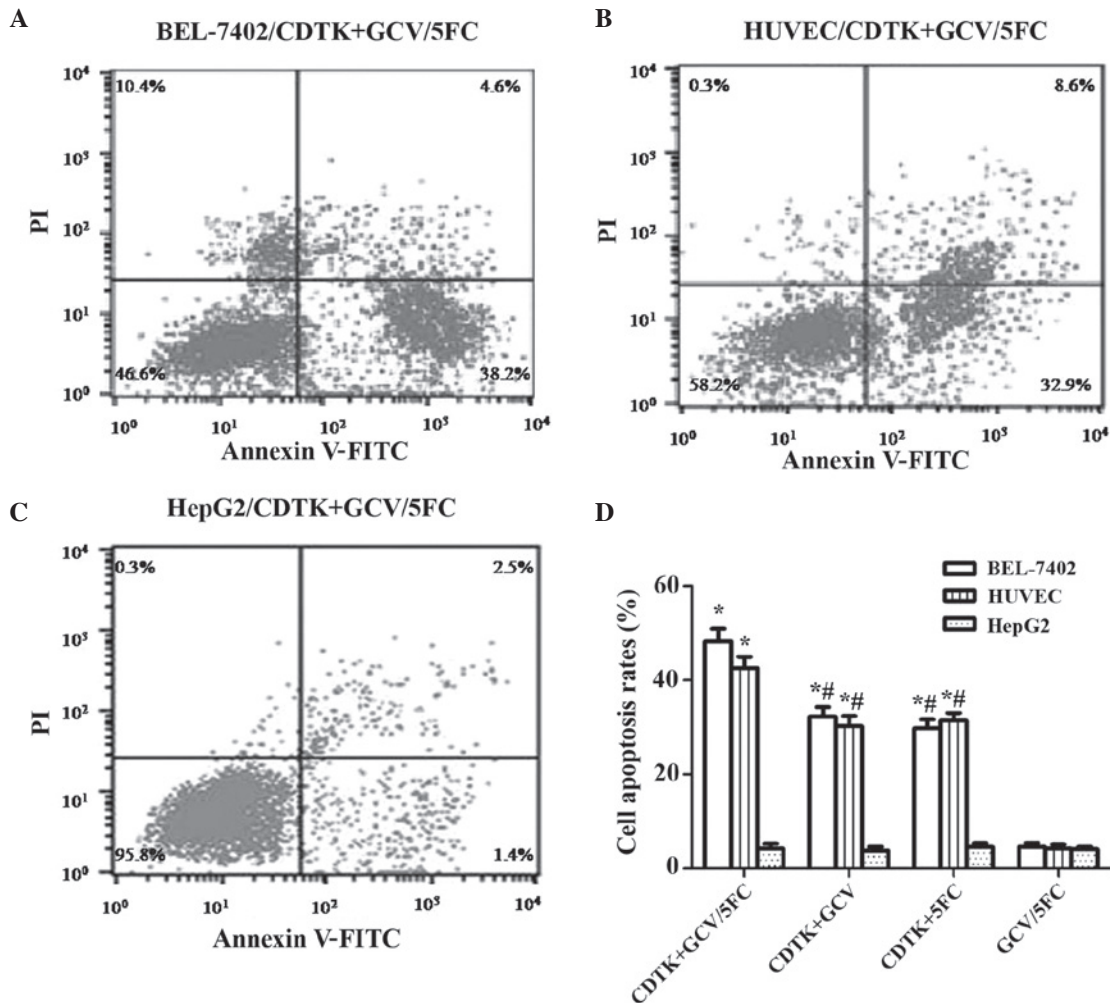 A
BEL-7402/CDTK+GCV/5FC
10.4%
4.6%
46.6%
38.2%
PI
10⁴
10³
10²
10¹
10⁰
10⁰
10¹
10²
10³
10⁴
Annexin V-FITC
B
HUVEC/CDTK+GCV/5FC
0.3%
8.6%
58.2%
32.9%
PI
10⁴
10³
10²
10¹
10⁰
10⁰
10¹
10²
10³
10⁴
Annexin V-FITC
C
HepG2/CDTK+GCV/5FC
0.3%
2.5%
95.8%
1.4%
PI
10⁴
10³
10²
10¹
10⁰
10⁰
10¹
10²
10³
10⁴
Annexin V-FITC
D
BEL-7402
HUVEC
HepG2
Cell apoptosis rates (%)
60
40
20
0
*
*
*#
*#
*#
*#
CDTK+GCV/5FC
CDTK+GCV
CDTK+5FC
GCV/5FC